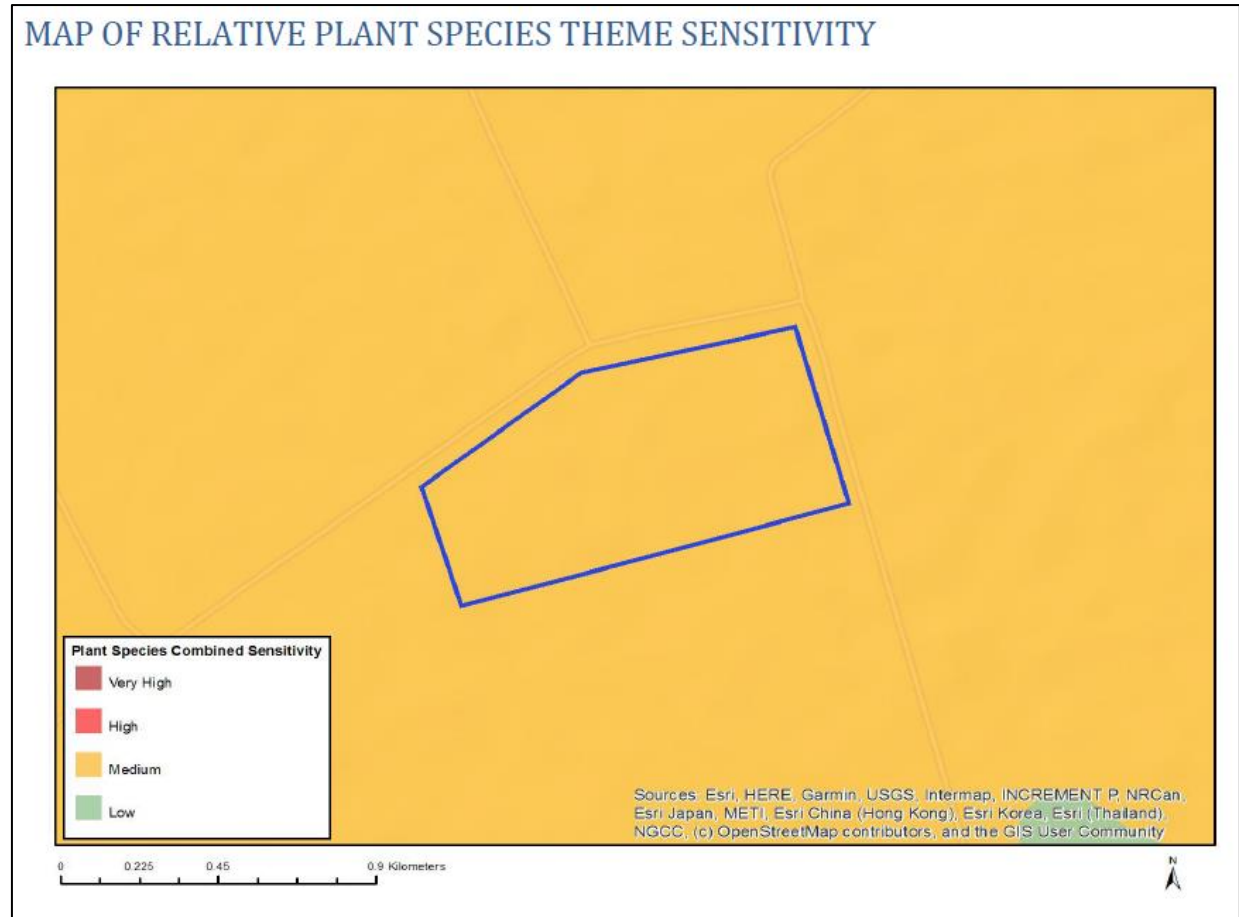 MAP OF RELATIVE PLANT SPECIES THEME SENSITIVITY
Plant Species Combined Sensitivity
Very High
High
Medium
Low
Sources: Esri, HERE, Garmin, USGS, Intermap, INCREMENT P, NRCan,
Esri Japan, METI, Esri China (Hong Kong), Esri Korea, Esri (Thailand),
NGCC, (c) OpenStreetMap contributors, and the GIS User Community
0 0.225 0.45 0.9 Kilometers
N